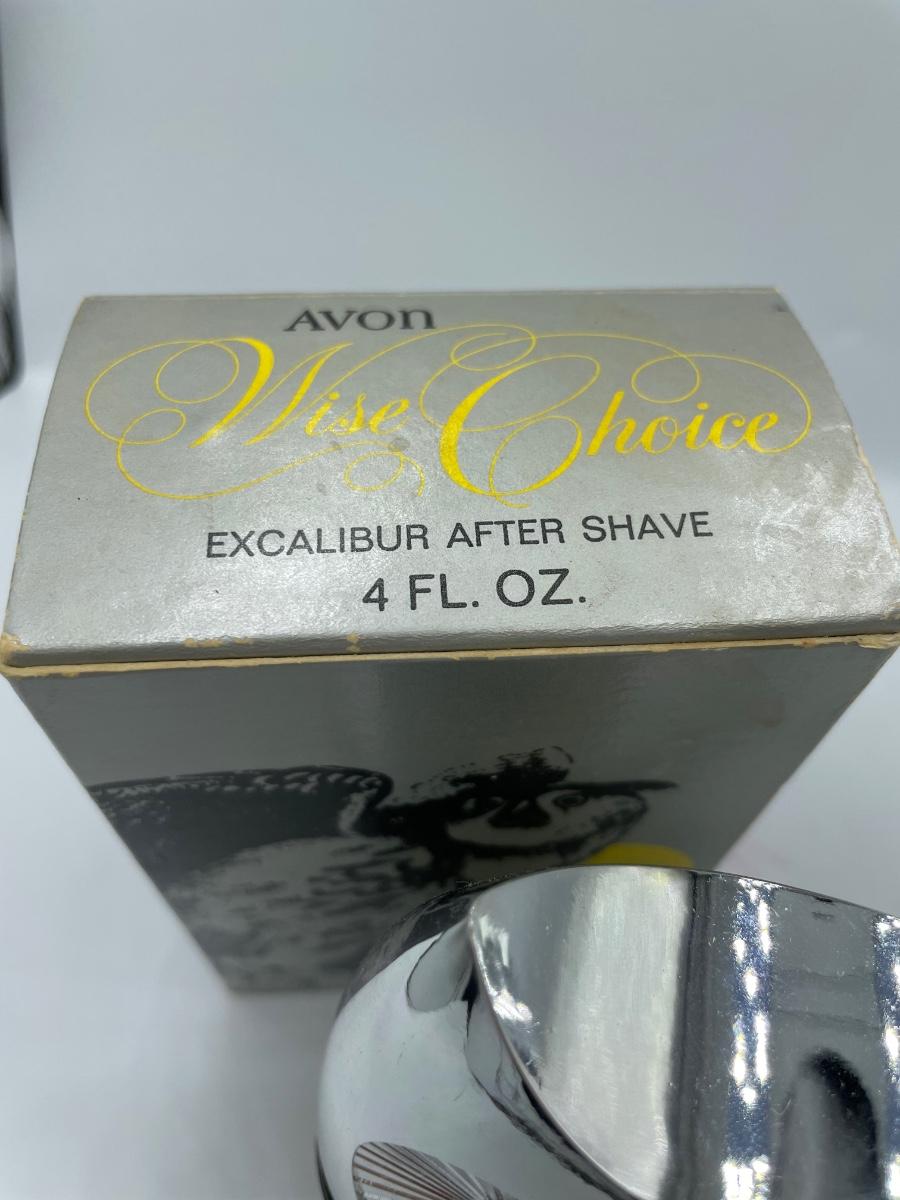 AVON
Wise Choice
EXCALIBUR AFTER SHAVE
4 FL. OZ.